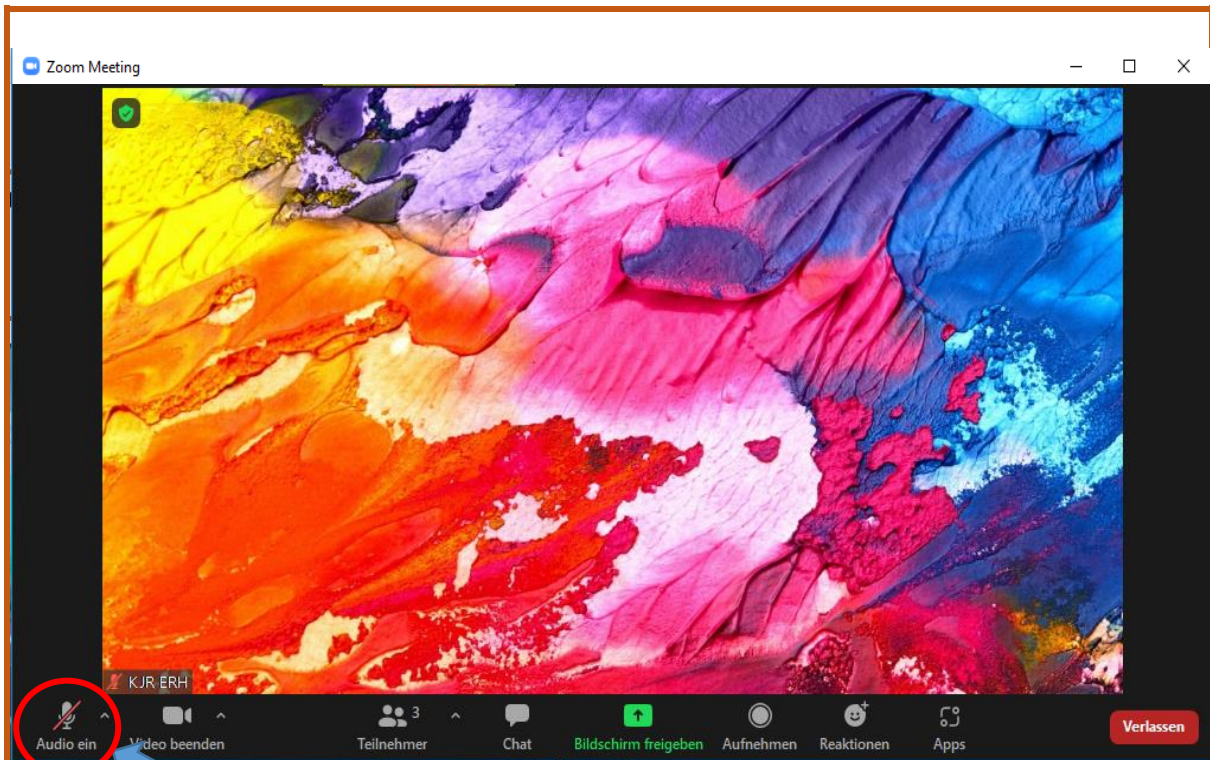 Zoom Meeting
KJR ERH
3
Audio ein Video beenden Teilnehmer Chat Bildschirm freigeben Aufnehmen Reaktionen Apps Verlassen